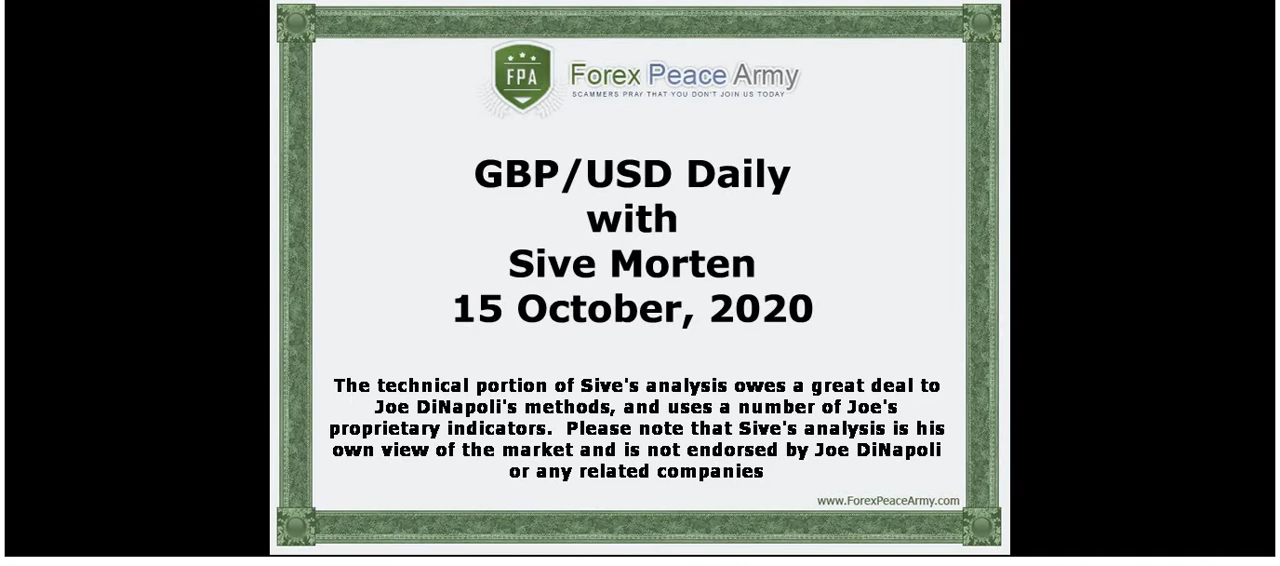 FPA
Forex Peace Army
SCAMMERS PRAY THAT YOU DON'T JOIN US TODAY
GBP/USD Daily
with
Sive Morten
15 October, 2020
The technical portion of Sive's analysis owes a great deal to
Joe DiNapoli's methods, and uses a number of Joe's
proprietary indicators.  Please note that Sive's analysis is his
own view of the market and is not endorsed by Joe DiNapoli
or any related companies
www.ForexPeaceArmy.com